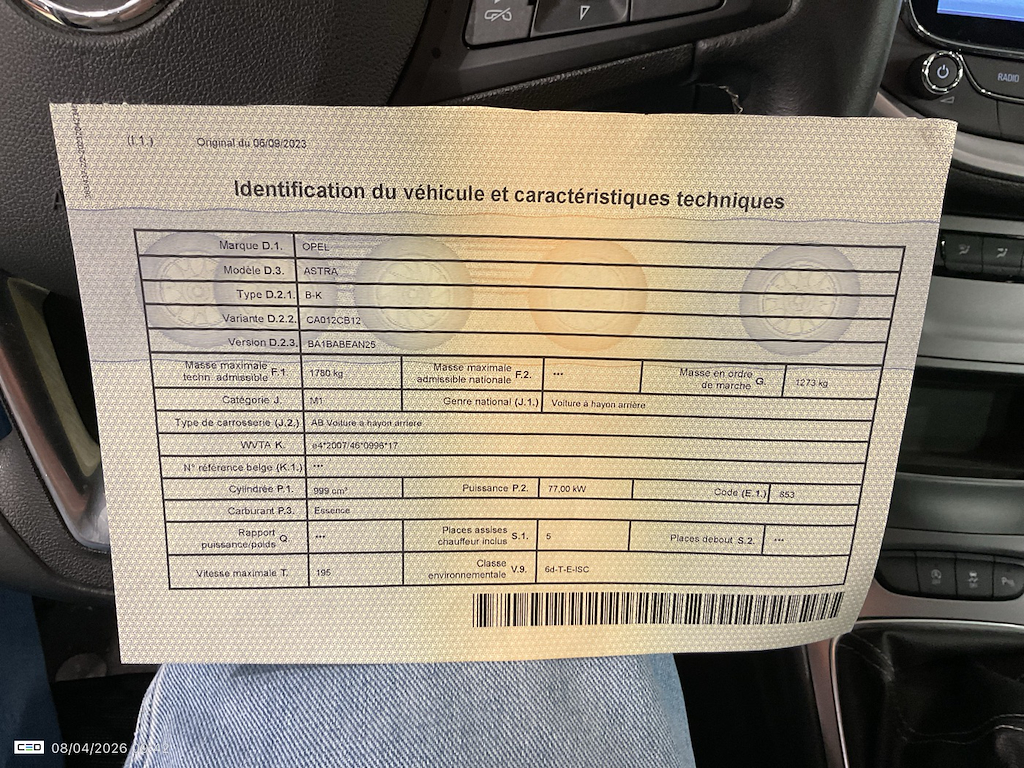 RADIO
(I.1.) Original du 06/09/2023
Identification du véhicule et caractéristiques techniques
Marque D.1. OPEL
Modèle D.3. ASTRA
Type D.2.1. B-K
Variante D.2.2. CA012CB12
Version D.2.3. BA1BABEAN25
Masse maximale techn. admissible F.1. 1780 kg Masse maximale admissible nationale F.2. *** Masse en ordre de marche G. 1273 kg
Catégorie J. M1 Genre national (J.1.) Voiture à hayon arrière
Type de carrosserie (J.2.) AB Voiture à hayon arrière
WVTA K. e4*2007/46*0996*17
N° référence belge (K.1.) ***
Cylindrée P.1. 999 cm³ Puissance P.2. 77,00 kW Code (E.1.) 853
Carburant P.3. Essence
Rapport puissance/poids Q. *** Places assises chauffeur inclus S.1. 5 Places debout S.2. ***
Vitesse maximale T. 195 Classe environnementale V.9. 6d-T-E-ISC
08/04/2026